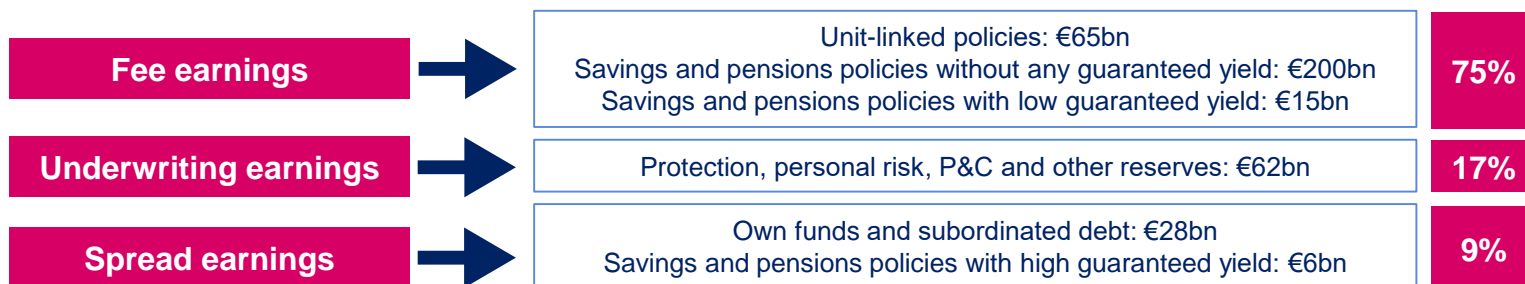 Fee earnings
Unit-linked policies: €65bn
Savings and pensions policies without any guaranteed yield: €200bn
Savings and pensions policies with low guaranteed yield: €15bn
75%
Underwriting earnings
Protection, personal risk, P&C and other reserves: €62bn
17%
Spread earnings
Own funds and subordinated debt: €28bn
Savings and pensions policies with high guaranteed yield: €6bn
9%